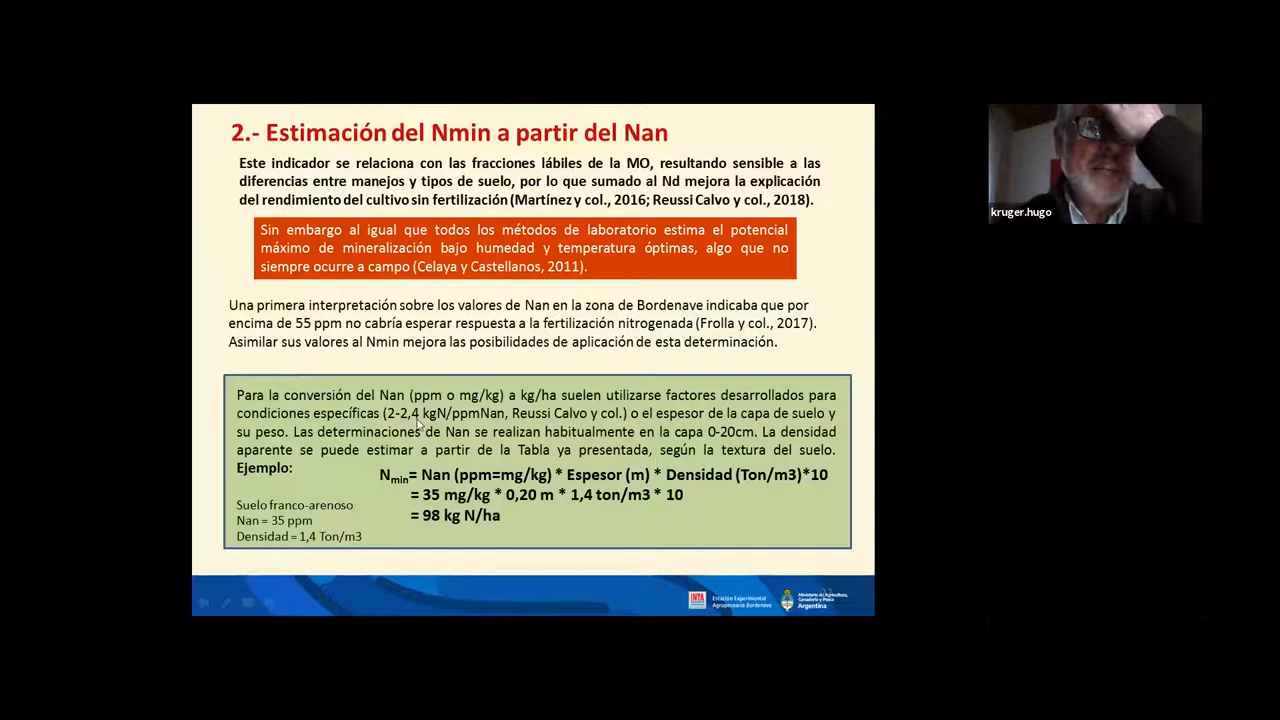 2.- Estimación del Nmin a partir del Nan
Este indicador se relaciona con las fracciones lábiles de la MO, resultando sensible a las
diferencias entre manejos y tipos de suelo, por lo que sumado al Nd mejora la explicación
del rendimiento del cultivo sin fertilización (Martínez y col., 2016; Reussi Calvo y col., 2018).
Sin embargo al igual que todos los métodos de laboratorio estima el potencial
máximo de mineralización bajo humedad y temperatura óptimas, algo que no
siempre ocurre a campo (Celaya y Castellanos, 2011).
Una primera interpretación sobre los valores de Nan en la zona de Bordenave indicaba que por
encima de 55 ppm no cabría esperar respuesta a la fertilización nitrogenada (Frolla y col., 2017).
Asimilar sus valores al Nmin mejora las posibilidades de aplicación de esta determinación.
Para la conversión del Nan (ppm o mg/kg) a kg/ha suelen utilizarse factores desarrollados para
condiciones específicas (2-2,4 kgN/ppmNan, Reussi Calvo y col.) o el espesor de la capa de suelo y
su peso. Las determinaciones de Nan se realizan habitualmente en la capa 0-20cm. La densidad
aparente se puede estimar a partir de la Tabla ya presentada, según la textura del suelo.
Ejemplo:
Nmin= Nan (ppm=mg/kg) * Espesor (m) * Densidad (Ton/m3)*10
= 35 mg/kg * 0,20 m * 1,4 ton/m3 * 10
= 98 kg N/ha
Suelo franco-arenoso
Nan = 35 ppm
Densidad = 1,4 Ton/m3
INTA
Estación Experimental
Agropecuaria Bordenave
Ministerio de Agricultura,
Ganadería y Pesca
Argentina
kruger.hugo